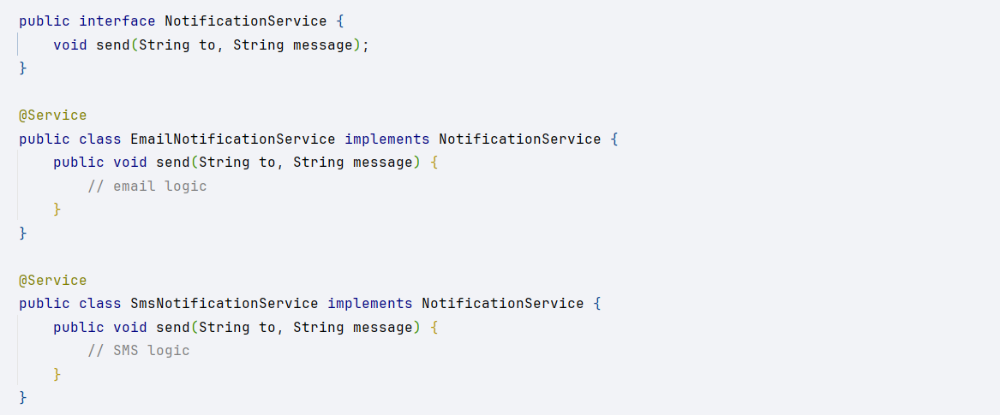 public interface NotificationService {
    void send(String to, String message);
}

@Service
public class EmailNotificationService implements NotificationService {
    public void send(String to, String message) {
        // email logic
    }
}

@Service
public class SmsNotificationService implements NotificationService {
    public void send(String to, String message) {
        // SMS logic
    }
}